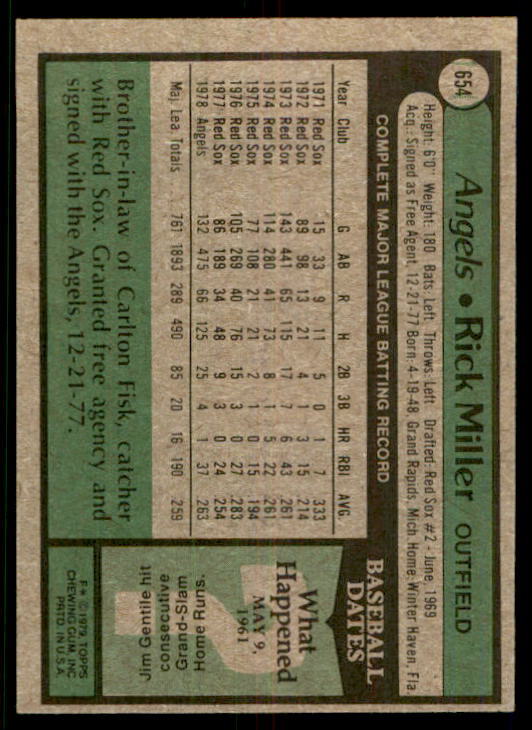 654
Angels • Rick Miller OUTFIELD
Height: 6'0" Weight: 180 Bats: Left Throws: Left Drafted: Red Sox #2 - June, 1969
Acq.: Signed as Free Agent, 12-21-77 Born: 4-19-48, Grand Rapids, Mich. Home: Winter Haven, Fla.
COMPLETE MAJOR LEAGUE BATTING RECORD
Year Club G AB R H 2B 3B HR RBI AVG.
1971 Red Sox 15 33 9 11 5 0 1 7 .333
1972 Red Sox 89 98 13 21 4 1 3 15 .214
1973 Red Sox 143 441 65 115 17 7 6 43 .261
1974 Red Sox 114 280 41 73 8 1 5 22 .261
1975 Red Sox 77 108 21 21 2 1 0 15 .194
1976 Red Sox 105 269 40 76 15 3 0 27 .283
1977 Red Sox 86 189 34 48 9 3 0 24 .254
1978 Angels 132 475 66 125 25 4 1 37 .263
Maj. Lea. Totals . . . 761 1893 289 490 85 20 16 190 .259
Brother-in-law of Carlton Fisk, catcher
with Red Sox. Granted free agency and
signed with the Angels, 12-21-77.
BASEBALL
DATES
What
Happened
MAY 9,
1961
Jim Gentile hit
consecutive
Grand-Slam
Home Runs.
F* © 1979, TOPPS
CHEWING GUM, INC
PRTD. IN U.S.A.